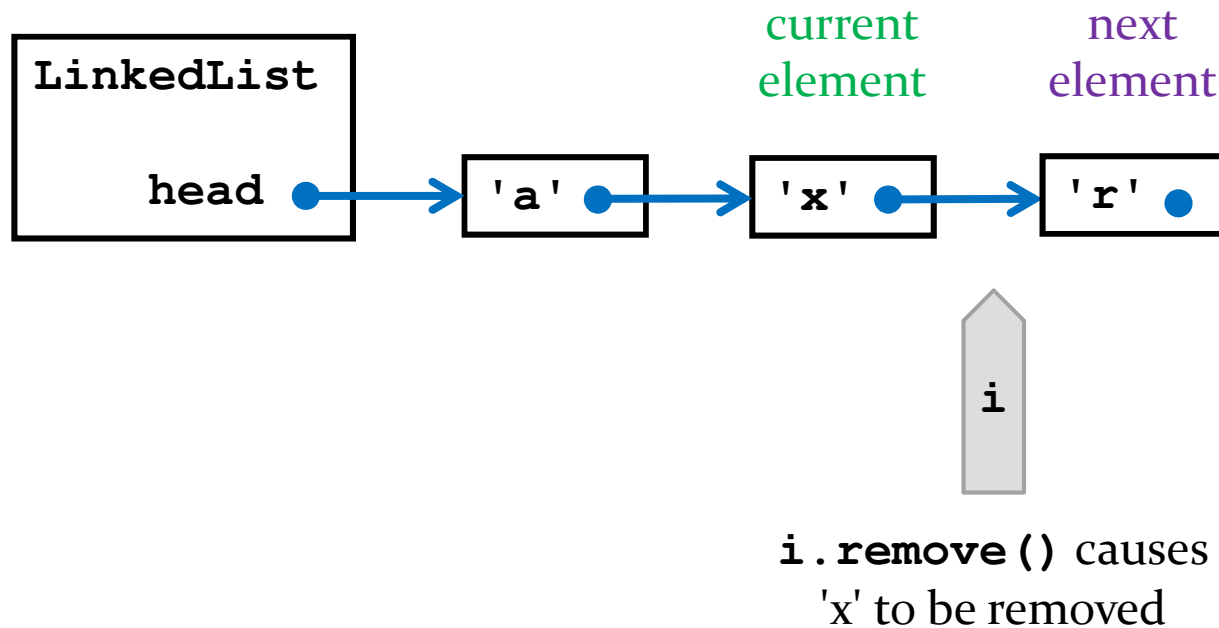 current
element
next
element
LinkedList
head
'a'
'x'
'r'
i
i.remove() causes
'x' to be removed